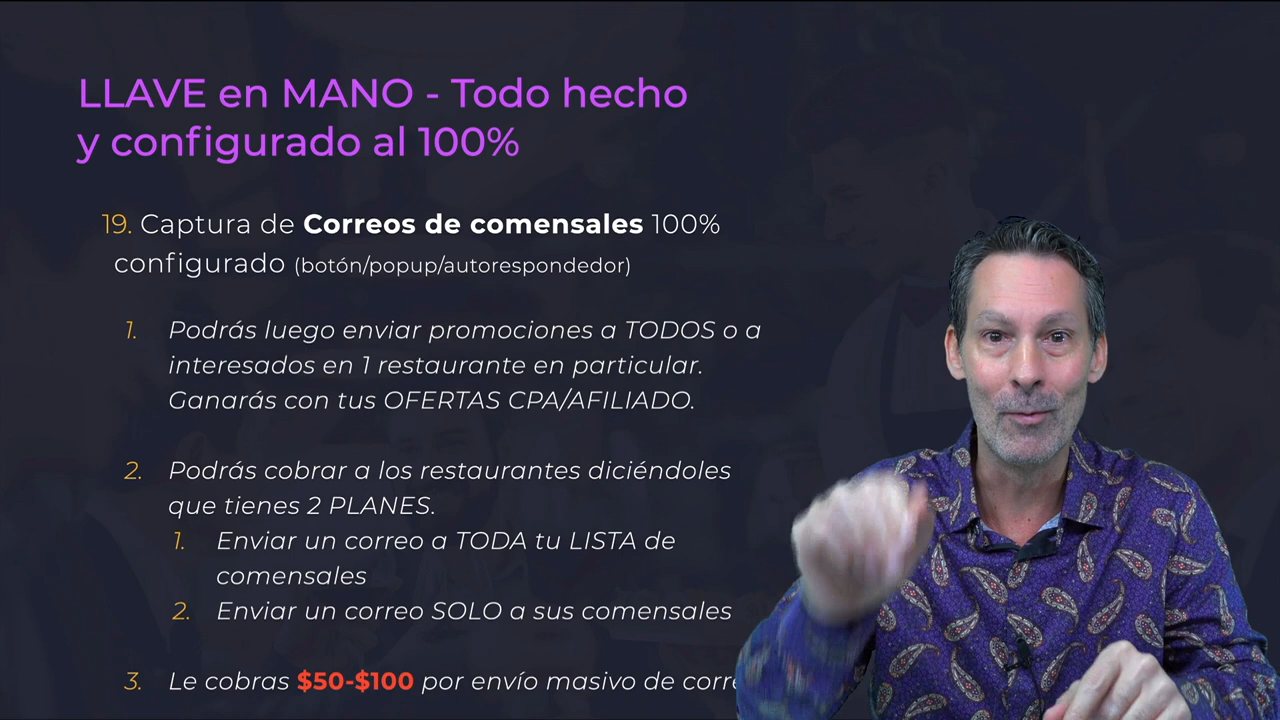 LLAVE en MANO - Todo hecho
y configurado al 100%
19. Captura de Correos de comensales 100%
configurado (botón/popup/autorespondedor)
1. Podrás luego enviar promociones a TODOS o a
interesados en 1 restaurante en particular.
Ganarás con tus OFERTAS CPA/AFILIADO.
2. Podrás cobrar a los restaurantes diciéndoles
que tienes 2 PLANES.
1. Enviar un correo a TODA tu LISTA de
comensales
2. Enviar un correo SOLO a sus comensales
3. Le cobras $50-$100 por envío masivo de